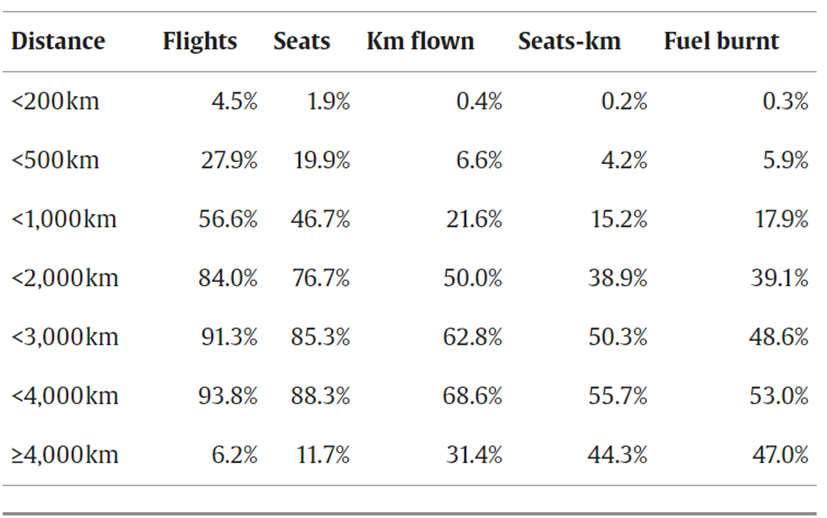 Distance Flights Seats Km flown Seats-km Fuel burnt
<200km 4.5% 1.9% 0.4% 0.2% 0.3%
<500km 27.9% 19.9% 6.6% 4.2% 5.9%
<1,000km 56.6% 46.7% 21.6% 15.2% 17.9%
<2,000km 84.0% 76.7% 50.0% 38.9% 39.1%
<3,000km 91.3% 85.3% 62.8% 50.3% 48.6%
<4,000km 93.8% 88.3% 68.6% 55.7% 53.0%
≥4,000km 6.2% 11.7% 31.4% 44.3% 47.0%